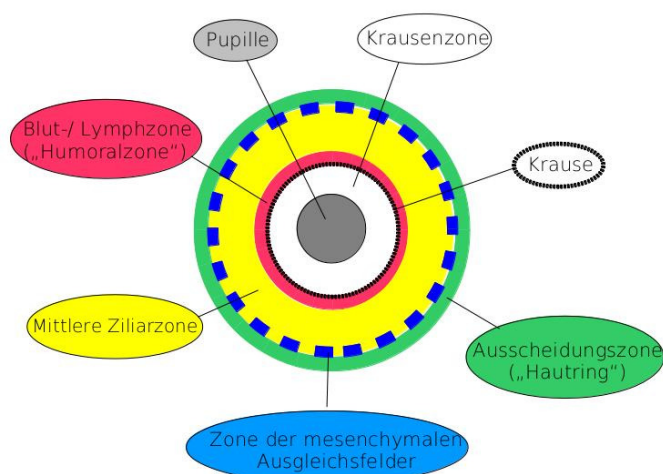 Pupille
Krausenzone
Blut-/ Lymphzone
(„Humoralzone“)
Krause
Mittlere Ziliarzone
Ausscheidungszone
(„Hautring“)
Zone der mesenchymalen
Ausgleichsfelder